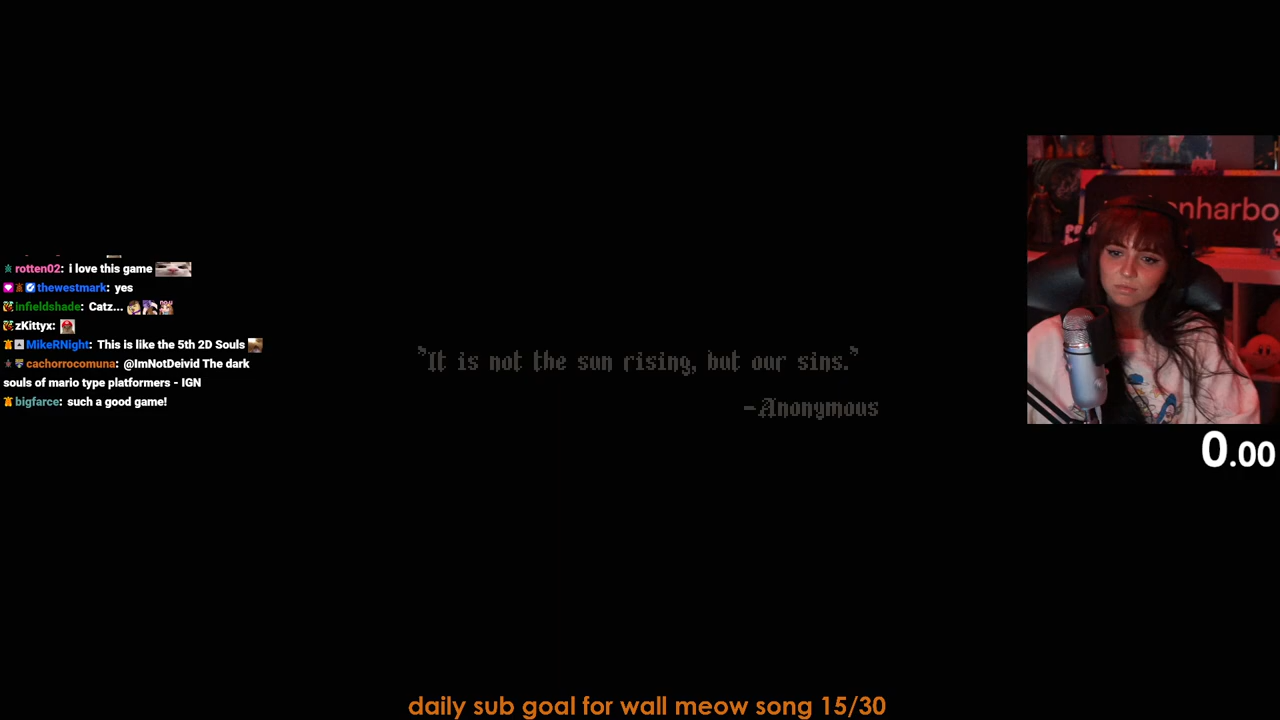 rotten02: i love this game
thewestmark: yes
infieldshade: Catz...
zKittyx:
MikeRNight: This is like the 5th 2D Souls
cachorrocomuna: @ImNotDeivid The dark
souls of mario type platformers - IGN
bigfarce: such a good game!
"It is not the sun rising, but our sins."
-Anonymous
nharbo
0.00
daily sub goal for wall meow song 15/30